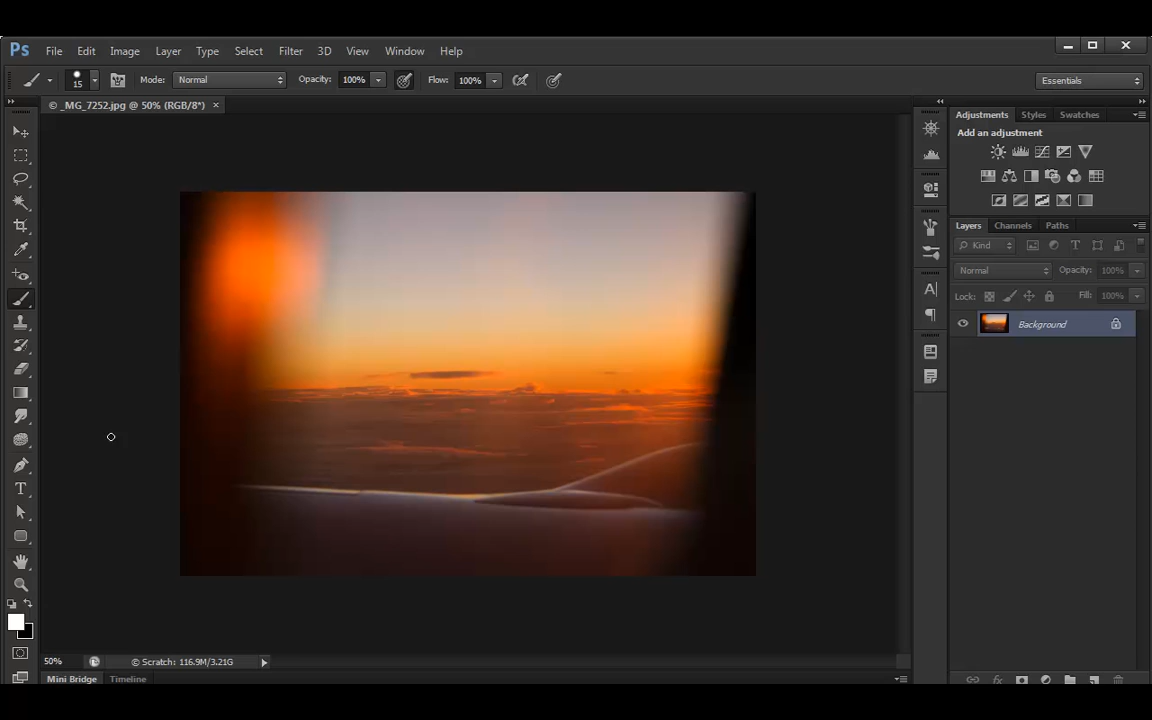 Ps File Edit Image Layer Type Select Filter 3D View Window Help
15 Mode: Normal Opacity: 100% Flow: 100% Essentials
© _MG_7252.jpg @ 50% (RGB/8*) ×
Adjustments Styles Swatches
Add an adjustment
Layers Channels Paths
Kind
Normal Opacity: 100%
Lock: Fill: 100%
Background
50% © Scratch: 116.9M/3.21G
Mini Bridge Timeline